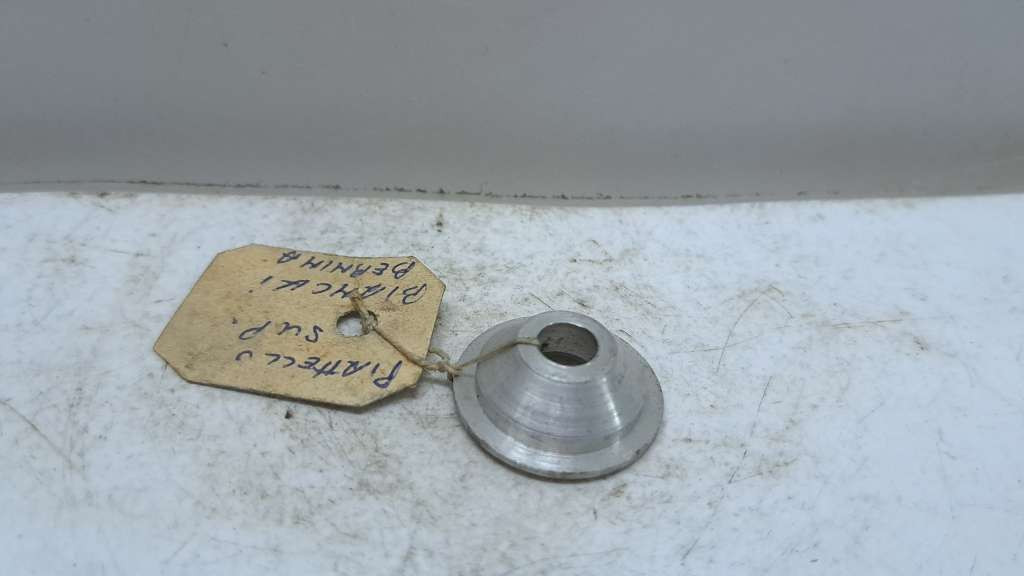 PIATTELLO
SUP.
BIANCHI
BERNINA